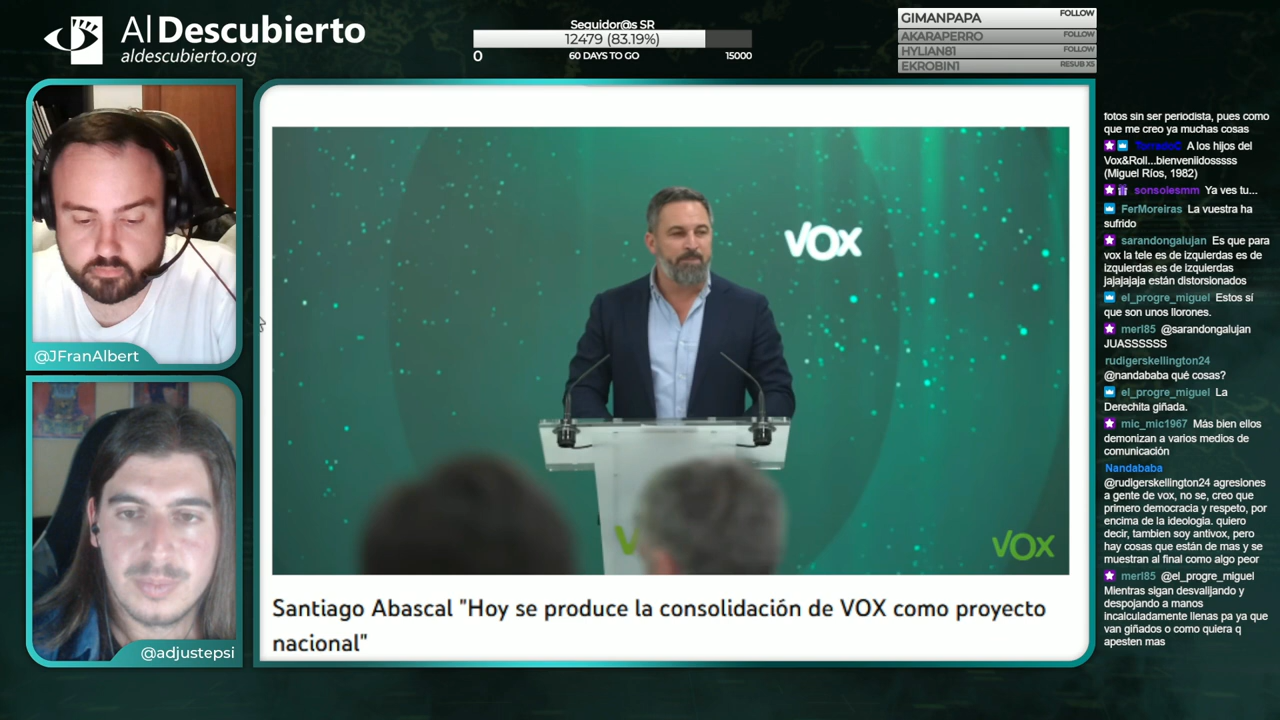 Al Descubierto
aldescubierto.org
Seguidor@s SR
12479 (83.19%)
0
60 DAYS TO GO
15000
GIMANPAPA FOLLOW
AKARAPERRO FOLLOW
HYLIAN81 FOLLOW
EKROBIN1 RESUB X5
@JFranAlbert
@adjustepsi
VOX
V
VOX
Santiago Abascal "Hoy se produce la consolidación de VOX como proyecto
nacional"
fotos sin ser periodista, pues como
que me creo ya muchas cosas
TorradoC A los hijos del
Vox&Roll...bienveniidosssss
(Miguel Ríos, 1982)
sonsolesmm Ya ves tu...
FerMoreiras La vuestra ha
sufrido
sarandongalujan Es que para
vox la tele es de izquierdas es de
izquierdas es de izquierdas
jajajajaja están distorsionados
el_progre_miguel Estos sí
que son unos llorones.
merl85 @sarandongalujan
JUASSSSSS
rudigerskellington24
@nandababa qué cosas?
el_progre_miguel La
Derechita giñada.
mic_mic1967 Más bien ellos
demonizan a varios medios de
comunicación
Nandababa
@rudigerskellington24 agresiones
a gente de vox, no se, creo que
primero democracia y respeto, por
encima de la ideologia. quiero
decir, tambien soy antivox, pero
hay cosas que están de mas y se
muestran al final como algo peor
merl85 @el_progre_miguel
Mientras sigan desvalijando y
despojando a manos
incalculadamente llenas pa ya que
van giñados o como quiera q
apesten mas